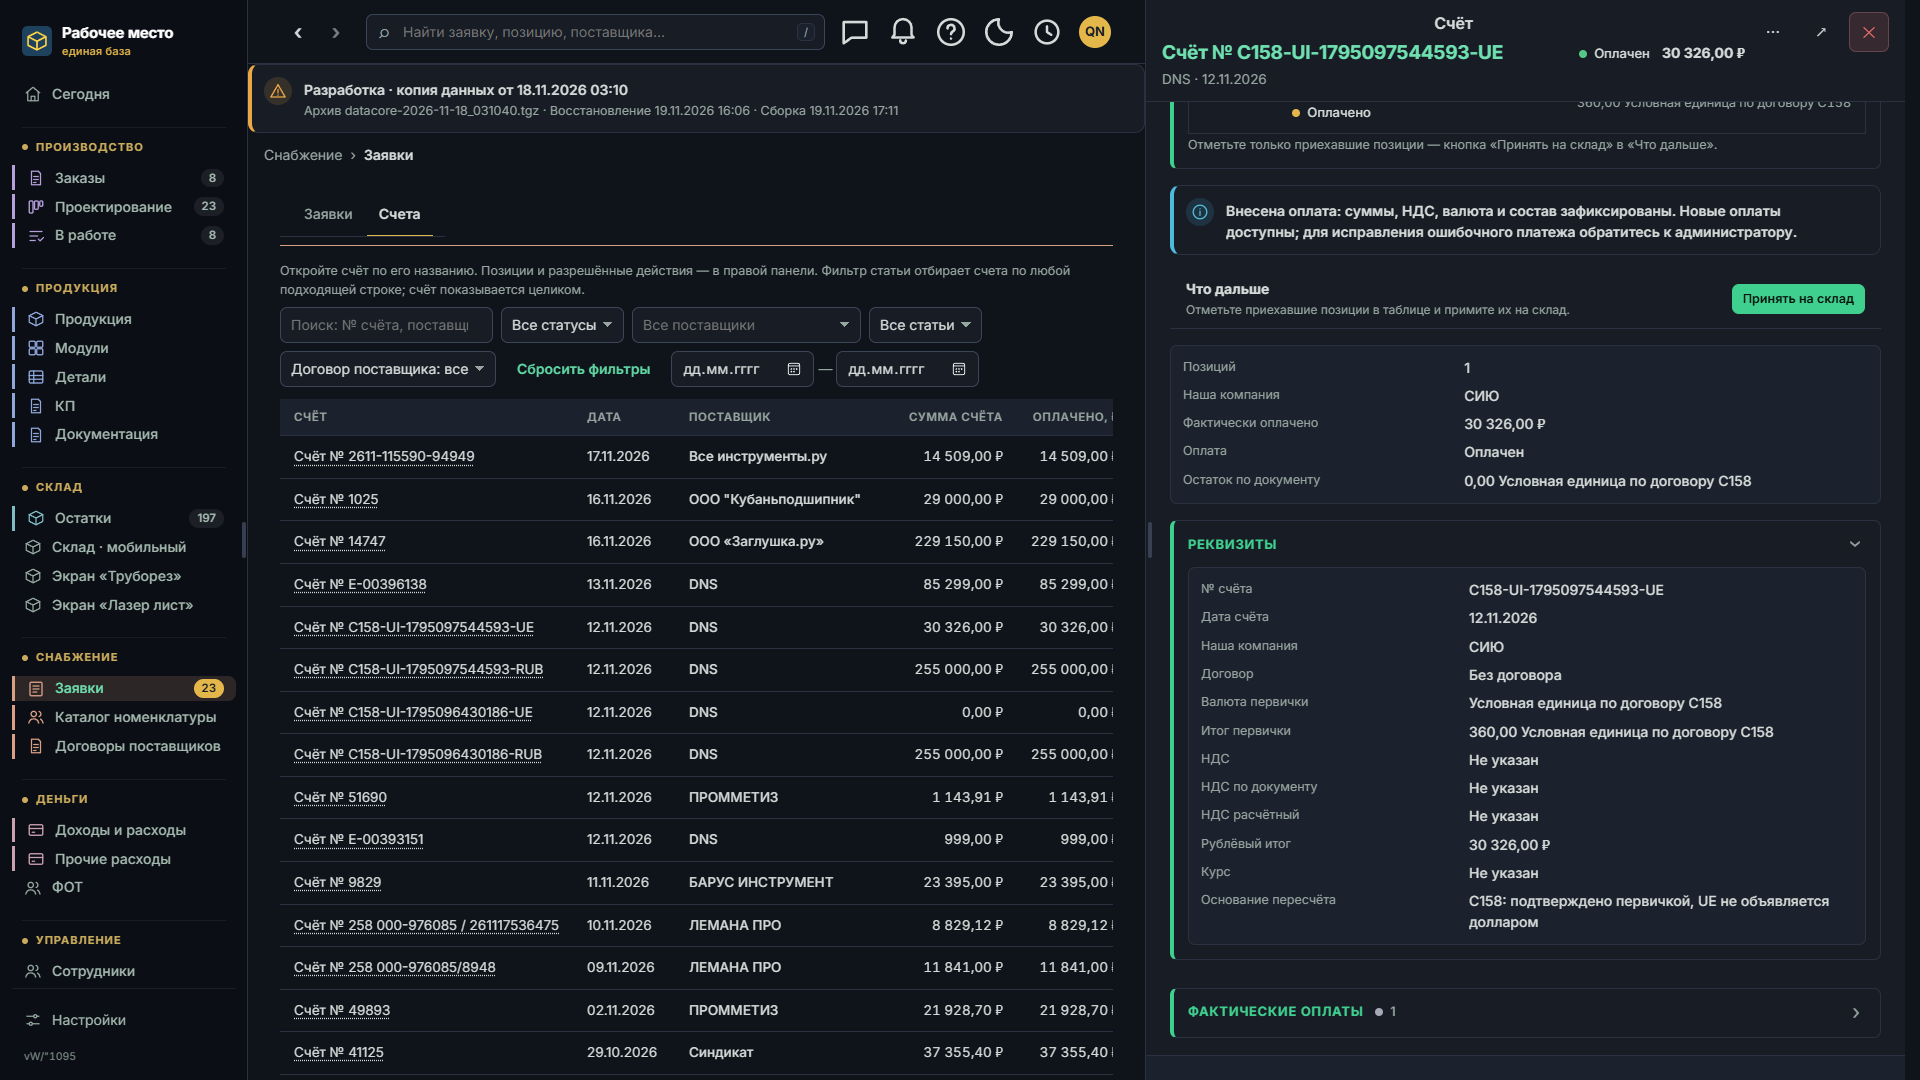 Рабочее место
единая база
Сегодня
ПРОИЗВОДСТВО
Заказы 8
Проектирование 23
В работе 8
ПРОДУКЦИЯ
Продукция
Модули
Детали
КП
Документация
СКЛАД
Остатки 197
Склад · мобильный
Экран «Труборез»
Экран «Лазер лист»
СНАБЖЕНИЕ
Заявки 23
Каталог номенклатуры
Договоры поставщиков
ДЕНЬГИ
Доходы и расходы
Прочие расходы
ФОТ
УПРАВЛЕНИЕ
Сотрудники
Настройки
vW/"1095
Найти заявку, позицию, поставщика... /
QN
Разработка · копия данных от 18.11.2026 03:10
Архив datacore-2026-11-18_031040.tgz · Восстановление 19.11.2026 16:06 · Сборка 19.11.2026 17:11
Снабжение › Заявки
Заявки Счета
Откройте счёт по его названию. Позиции и разрешённые действия — в правой панели. Фильтр статьи отбирает счета по любой
подходящей строке; счёт показывается целиком.
Поиск: № счёта, поставщи Все статусы Все поставщики Все статьи
Договор поставщика: все Сбросить фильтры дд.мм.гггг — дд.мм.гггг
СЧЁТ ДАТА ПОСТАВЩИК СУММА СЧЁТА ОПЛАЧЕНО,
Счёт № 2611-115590-94949 17.11.2026 Все инструменты.ру 14 509,00 ₽ 14 509,00
Счёт № 1025 16.11.2026 ООО "Кубаньподшипник" 29 000,00 ₽ 29 000,00
Счёт № 14747 16.11.2026 ООО «Заглушка.ру» 229 150,00 ₽ 229 150,00
Счёт № Е-00396138 13.11.2026 DNS 85 299,00 ₽ 85 299,00
Счёт № C158-UI-1795097544593-UE 12.11.2026 DNS 30 326,00 ₽ 30 326,00
Счёт № C158-UI-1795097544593-RUB 12.11.2026 DNS 255 000,00 ₽ 255 000,00
Счёт № C158-UI-1795096430186-UE 12.11.2026 DNS 0,00 ₽ 0,00
Счёт № C158-UI-1795096430186-RUB 12.11.2026 DNS 255 000,00 ₽ 255 000,00
Счёт № 51690 12.11.2026 ПРОММЕТИЗ 1 143,91 ₽ 1 143,91
Счёт № Е-00393151 12.11.2026 DNS 999,00 ₽ 999,00
Счёт № 9829 11.11.2026 БАРУС ИНСТРУМЕНТ 23 395,00 ₽ 23 395,00
Счёт № 258 000-976085 / 261117536475 10.11.2026 ЛЕМАНА ПРО 8 829,12 ₽ 8 829,12
Счёт № 258 000-976085/8948 09.11.2026 ЛЕМАНА ПРО 11 841,00 ₽ 11 841,00
Счёт № 49893 02.11.2026 ПРОММЕТИЗ 21 928,70 ₽ 21 928,70
Счёт № 41125 29.10.2026 Синдикат 37 355,40 ₽ 37 355,40
Счёт
Счёт № C158-UI-1795097544593-UE Оплачен 30 326,00 ₽
DNS · 12.11.2026
360,00 Условная единица по договору C158
Оплачено
Отметьте только приехавшие позиции — кнопка «Принять на склад» в «Что дальше».
Внесена оплата: суммы, НДС, валюта и состав зафиксированы. Новые оплаты
доступны; для исправления ошибочного платежа обратитесь к администратору.
Что дальше
Отметьте приехавшие позиции в таблице и примите их на склад.
Принять на склад
Позиций 1
Наша компания СИЮ
Фактически оплачено 30 326,00 ₽
Оплата Оплачен
Остаток по документу 0,00 Условная единица по договору C158
РЕКВИЗИТЫ
№ счёта C158-UI-1795097544593-UE
Дата счёта 12.11.2026
Наша компания СИЮ
Договор Без договора
Валюта первички Условная единица по договору C158
Итог первички 360,00 Условная единица по договору C158
НДС Не указан
НДС по документу Не указан
НДС расчётный Не указан
Рублёвый итог 30 326,00 ₽
Курс Не указан
Основание пересчёта C158: подтверждено первичкой, UE не объявляется
долларом
ФАКТИЧЕСКИЕ ОПЛАТЫ 1